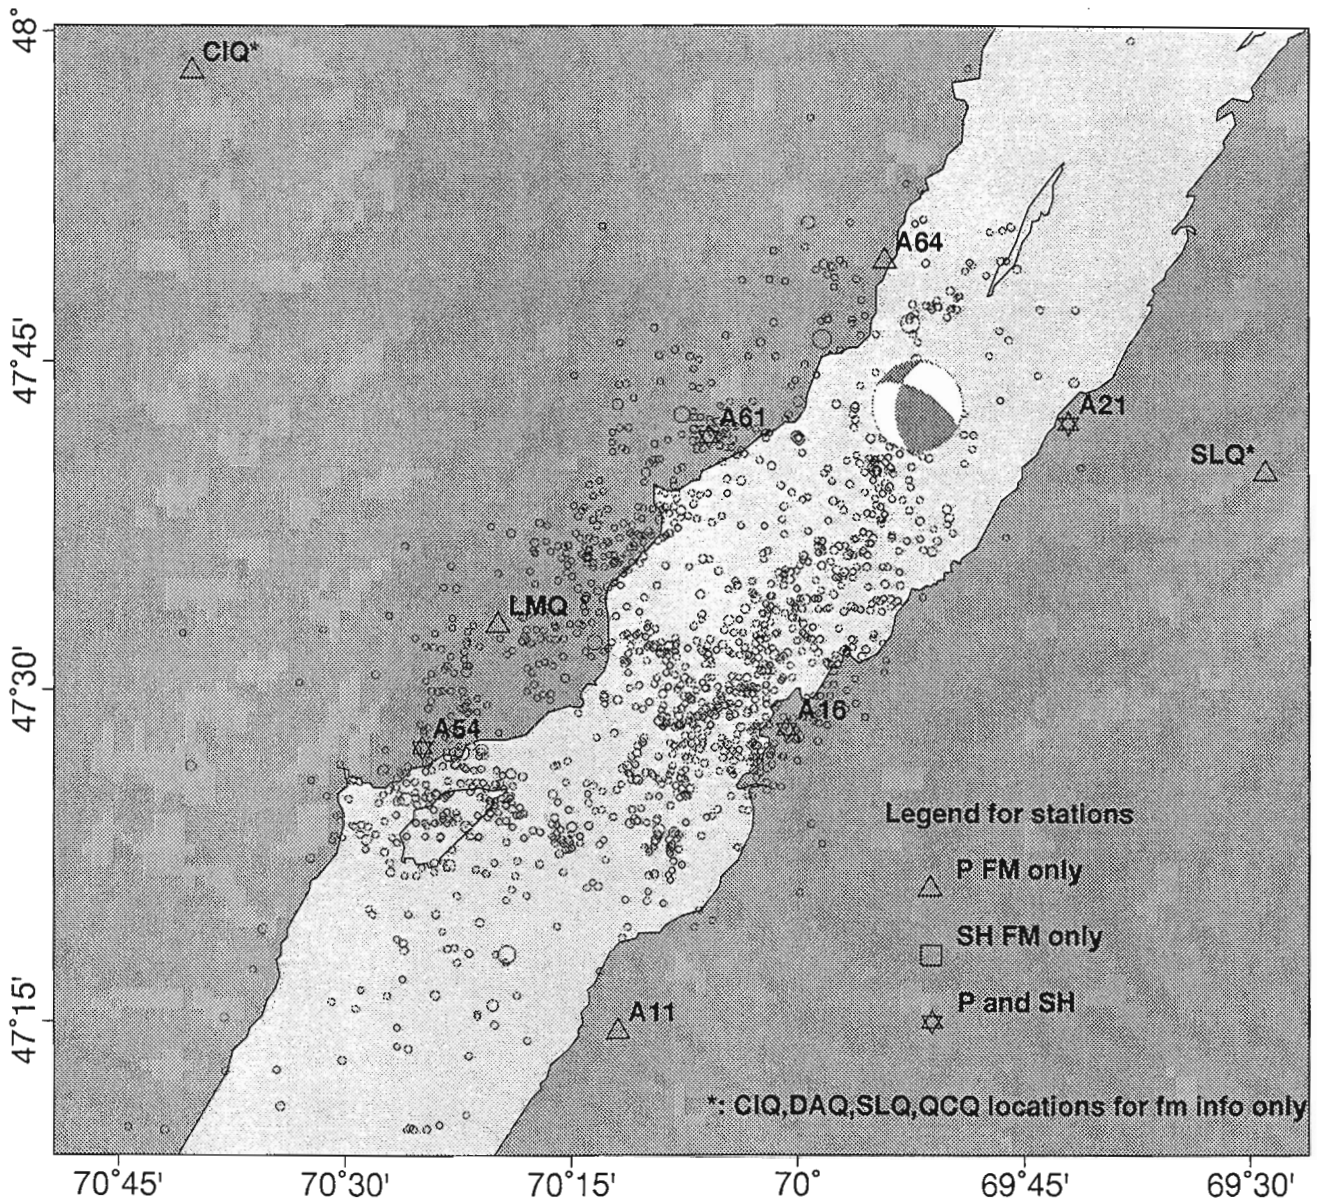 48°
CIQ*
A64
47°45'
A61
A21
SLQ*
LMQ
47°30'
A54
A16
Legend for stations
P FM only
SH FM only
P and SH
47°15'
A11
*: CIQ,DAQ,SLQ,QCQ locations for fm info only
70°45'
70°30'
70°15'
70°
69°45'
69°30'